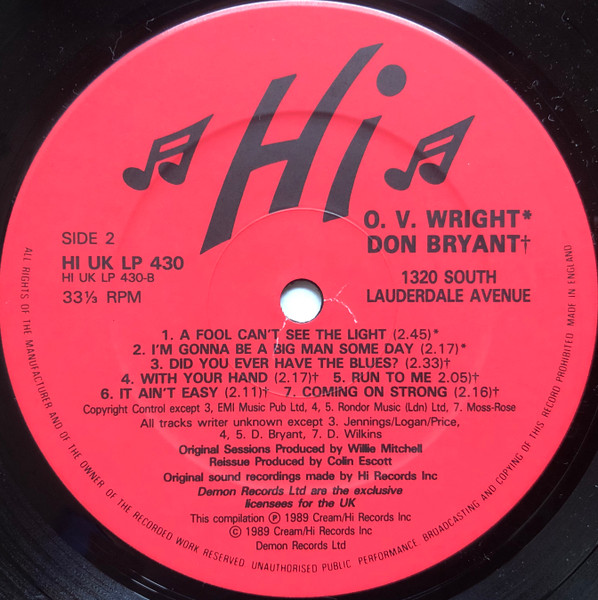 Hi
O. V. WRIGHT*
DON BRYANT†
SIDE 2
HI UK LP 430
HI UK LP 430-B
33⅓ RPM
1320 SOUTH
LAUDERDALE AVENUE
1. A FOOL CAN'T SEE THE LIGHT (2.45)*
2. I'M GONNA BE A BIG MAN SOME DAY (2.17)*
3. DID YOU EVER HAVE THE BLUES? (2.33)†
4. WITH YOUR HAND (2.17)† 5. RUN TO ME 2.05)†
6. IT AIN'T EASY (2.11)† 7. COMING ON STRONG (2.16)†
Copyright Control except 3, EMI Music Pub Ltd, 4, 5. Rondor Music (Ldn) Ltd, 7. Moss-Rose
All tracks writer unknown except 3. Jennings/Logan/Price,
4, 5. D. Bryant, 7. D. Wilkins
Original Sessions Produced by Willie Mitchell
Reissue Produced by Colin Escott
Original sound recordings made by Hi Records Inc
Demon Records Ltd are the exclusive
licensees for the UK
This compilation ℗ 1989 Cream/Hi Records Inc
© 1989 Cream/Hi Records Inc
Demon Records Ltd
ALL RIGHTS OF THE MANUFACTURER AND OF THE OWNER OF THE RECORDED WORK RESERVED. UNAUTHORISED PUBLIC PERFORMANCE, BROADCASTING AND COPYING OF THIS RECORD PROHIBITED. MADE IN ENGLAND